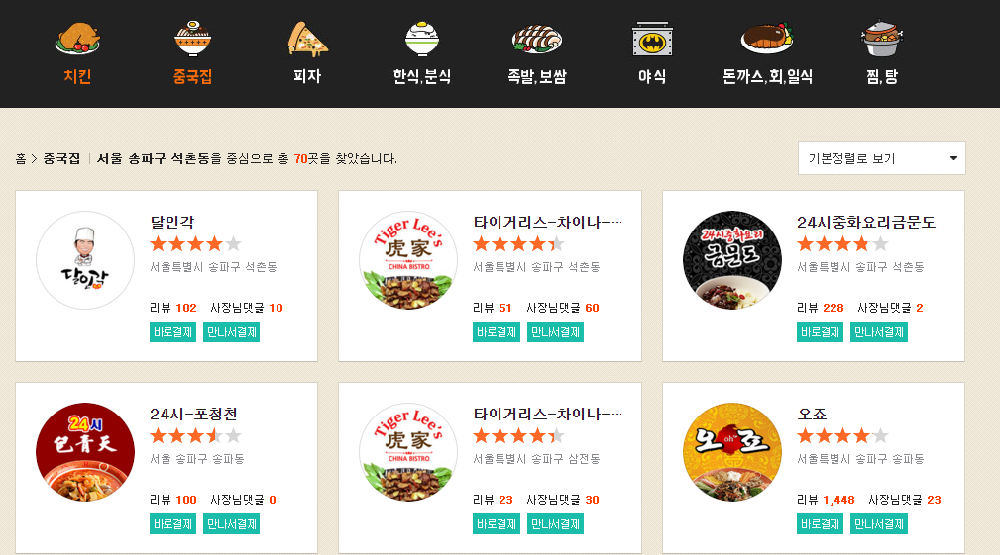 치킨
중국집
피자
한식,분식
족발,보쌈
야식
돈까스,회,일식
찜,탕
홈 > 중국집 | 서울 송파구 석촌동을 중심으로 총 70곳을 찾았습니다.
기본정렬로 보기
달인각
달인각
서울특별시 송파구 석촌동
리뷰 102 사장님댓글 10
바로결제 만나서결제
Tiger Lee's
虎家
CHINA BISTRO
타이거리스-차이나-…
서울특별시 송파구 석촌동
리뷰 51 사장님댓글 60
바로결제 만나서결제
24시중화요리
금문도
24시중화요리금문도
서울특별시 송파구 석촌동
리뷰 228 사장님댓글 2
바로결제 만나서결제
24시
包青天
24시-포청천
서울 송파구 송파동
리뷰 100 사장님댓글 0
바로결제 만나서결제
Tiger Lee's
虎家
CHINA BISTRO
타이거리스-차이나-…
서울특별시 송파구 삼전동
리뷰 23 사장님댓글 30
바로결제 만나서결제
오 oh~ 죠
오죠
서울특별시 송파구 송파동
리뷰 1,448 사장님댓글 23
바로결제 만나서결제